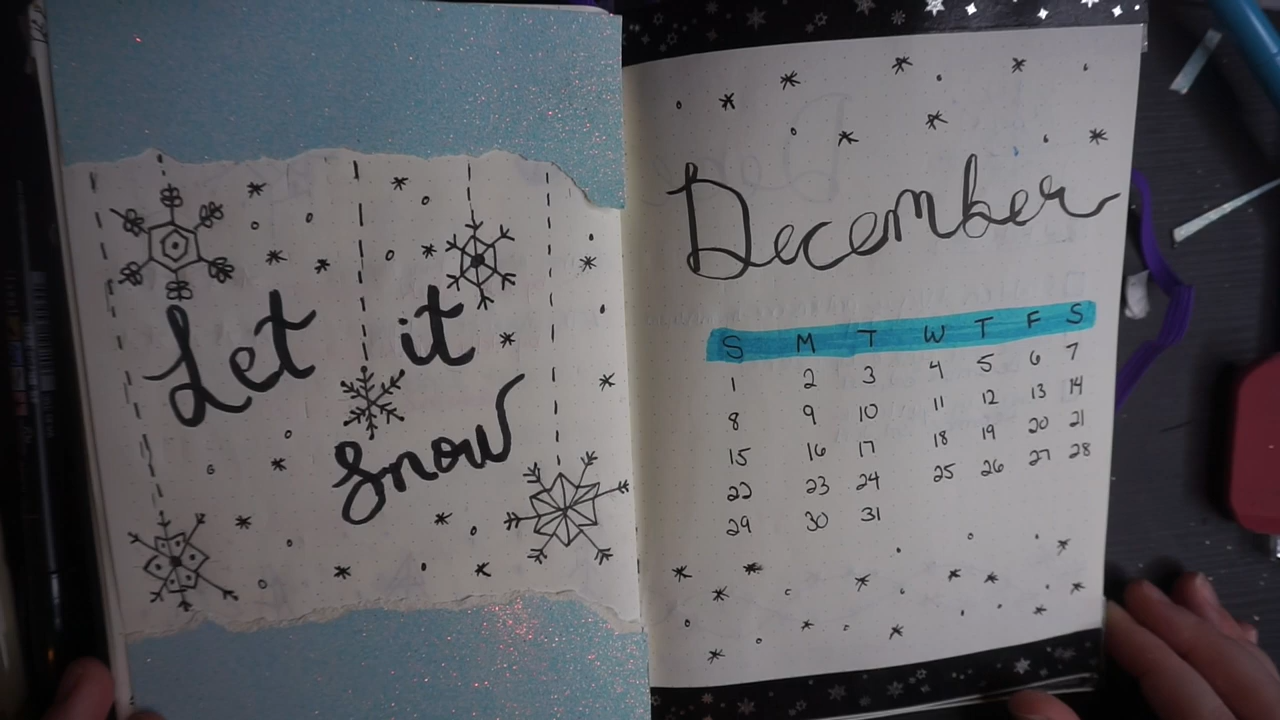 Let it
Snow
December
S M T W T F S
1 2 3 4 5 6 7
8 9 10 11 12 13 14
15 16 17 18 19 20 21
22 23 24 25 26 27 28
29 30 31